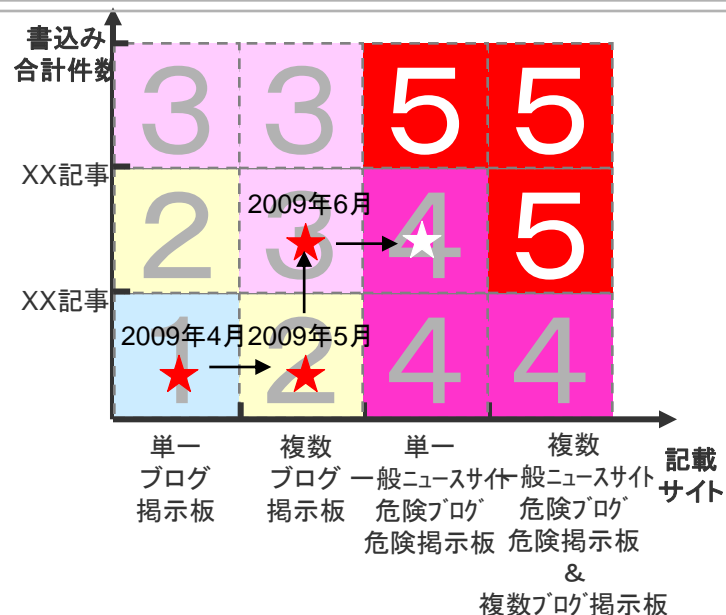 書込み
合計件数
3 3 5 5
XX記事
2009年6月
2 3 4 5
XX記事
2009年4月 2009年5月
1 2 4 4
単一
ブログ
掲示板
複数
ブログ
掲示板
単一
一般ニュースサイト
危険ブログ
危険掲示板
複数
一般ニュースサイト
危険ブログ
危険掲示板
&
複数ブログ掲示板
記載
サイト